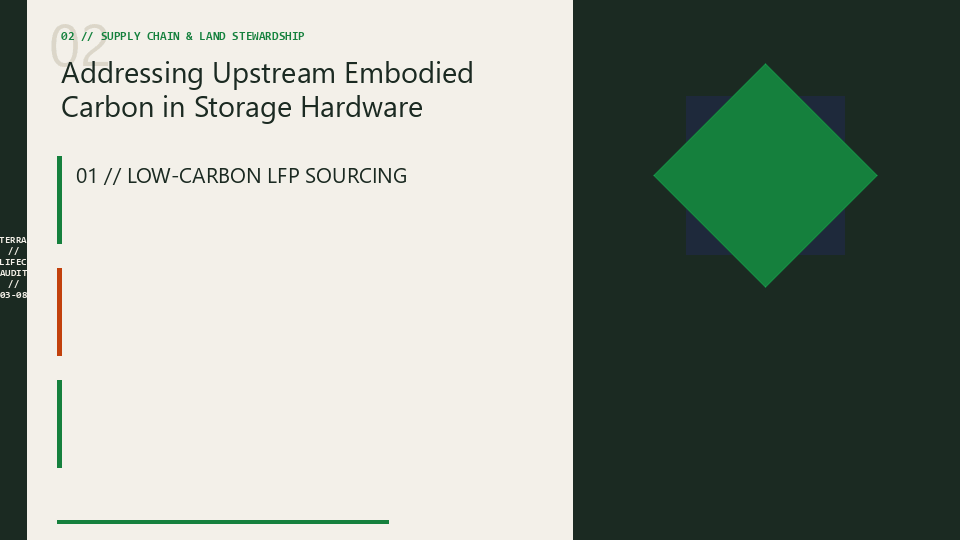 02
02 // SUPPLY CHAIN & LAND STEWARDSHIP
Addressing Upstream Embodied
Carbon in Storage Hardware
01 // LOW-CARBON LFP SOURCING
TERRA
//
LIFEC
AUDIT
//
03-08